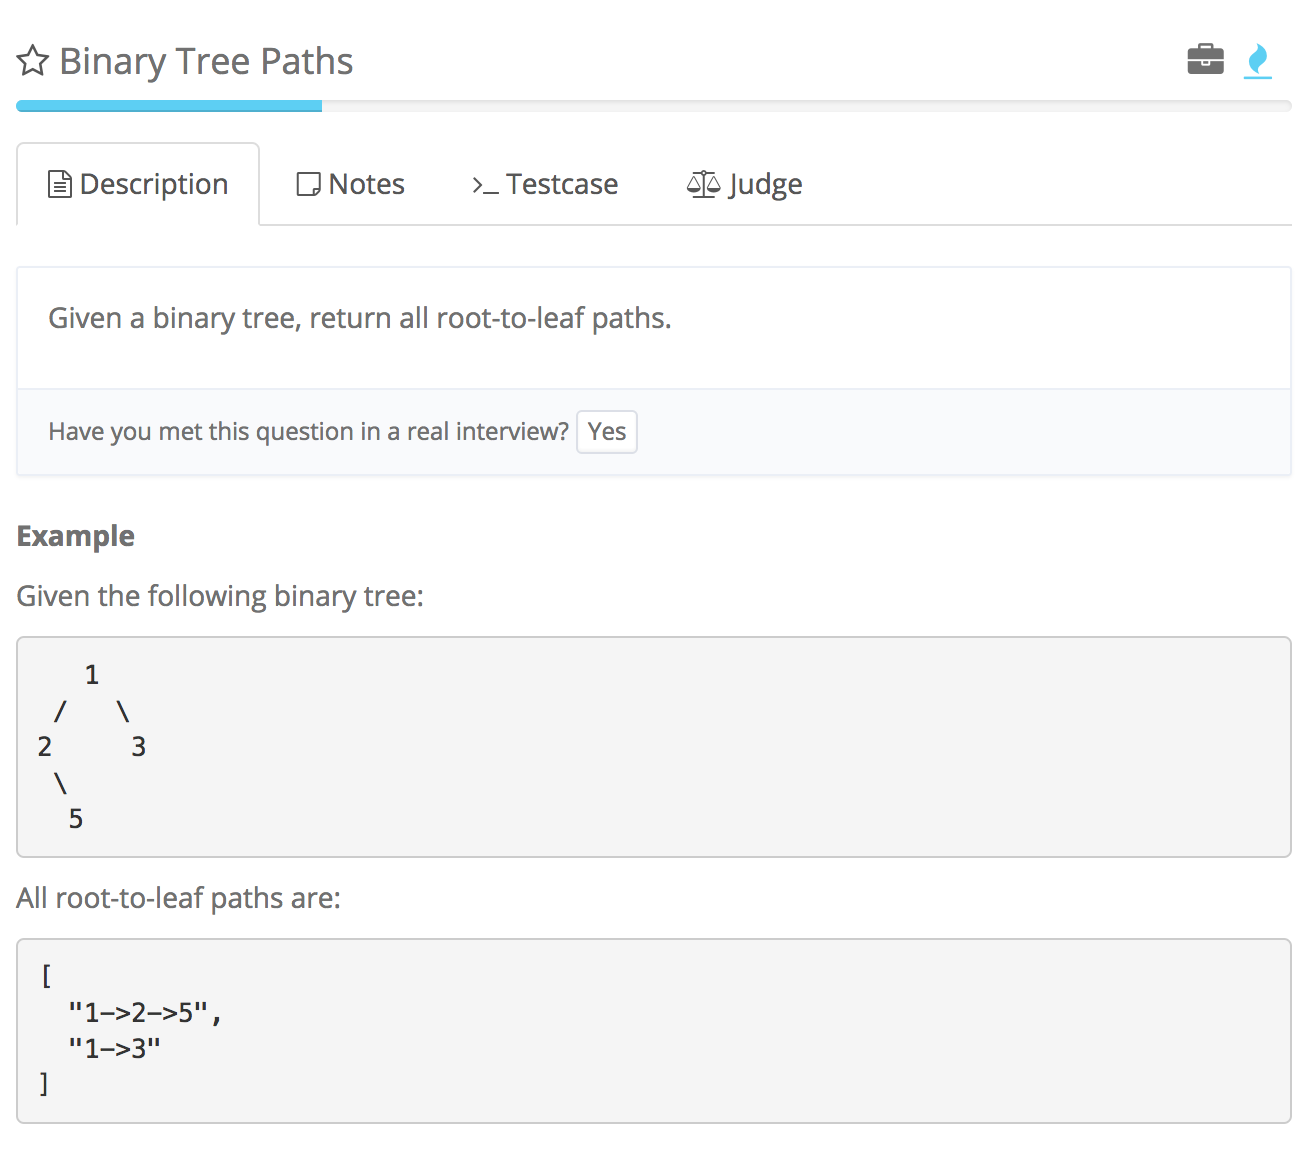 Binary Tree Paths
Description Notes >_ Testcase Judge
Given a binary tree, return all root-to-leaf paths.
Have you met this question in a real interview? Yes
Example
Given the following binary tree:
    1
  /   \
2     3
  \
   5
All root-to-leaf paths are:
[
  "1->2->5",
  "1->3"
]